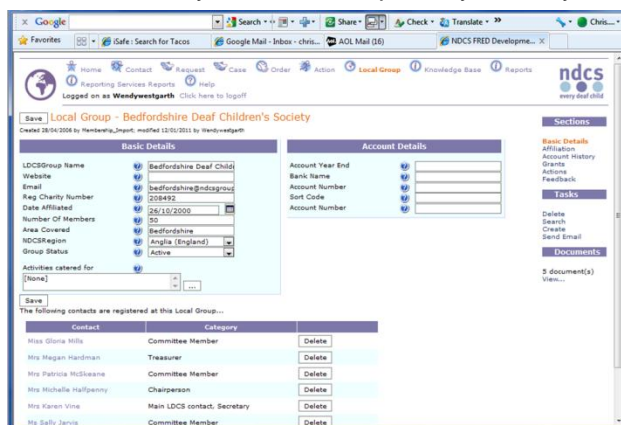 x Google Search Share Check Translate Chris...
Favorites iSafe : Search for Tacos Google Mail - Inbox - chris... AOL Mail (16) NDCS FRED Developme... X
Home Contact Request Case Order Action Local Group Knowledge Base Reports
Reporting Services Reports Help
Logged on as Wendywestgarth Click here to logoff
ndcs
every deaf child
Save Local Group - Bedfordshire Deaf Children's Society
Created 28/04/2006 by Membership_Import, modified 12/01/2011 by Wendywestgarth
Basic Details
LDCSGroup Name Bedfordshire Deaf Childr
Website
Email bedfordshire@ndcsgroup
Reg Charity Number 208492
Date Affiliated 26/10/2000
Number Of Members 50
Area Covered Bedfordshire
NDCSRegion Anglia (England)
Group Status Active
Activities catered for
[None] ...
Account Details
Account Year End
Bank Name
Account Number
Sort Code
Account Number
Sections
Basic Details
Affiliation
Account History
Grants
Actions
Feedback
Tasks
Delete
Search
Create
Send Email
Documents
5 document(s)
View...
Save
The following contacts are registered at this Local Group...
Contact Category
Miss Gloria Mills Committee Member Delete
Mrs Megan Hardman Treasurer Delete
Mrs Patricia McSkeane Committee Member Delete
Mrs Michelle Halfpenny Chairperson Delete
Mrs Karen Vine Main LDCS contact, Secretary Delete
Ms Sally Jarvis Committee Member Delete